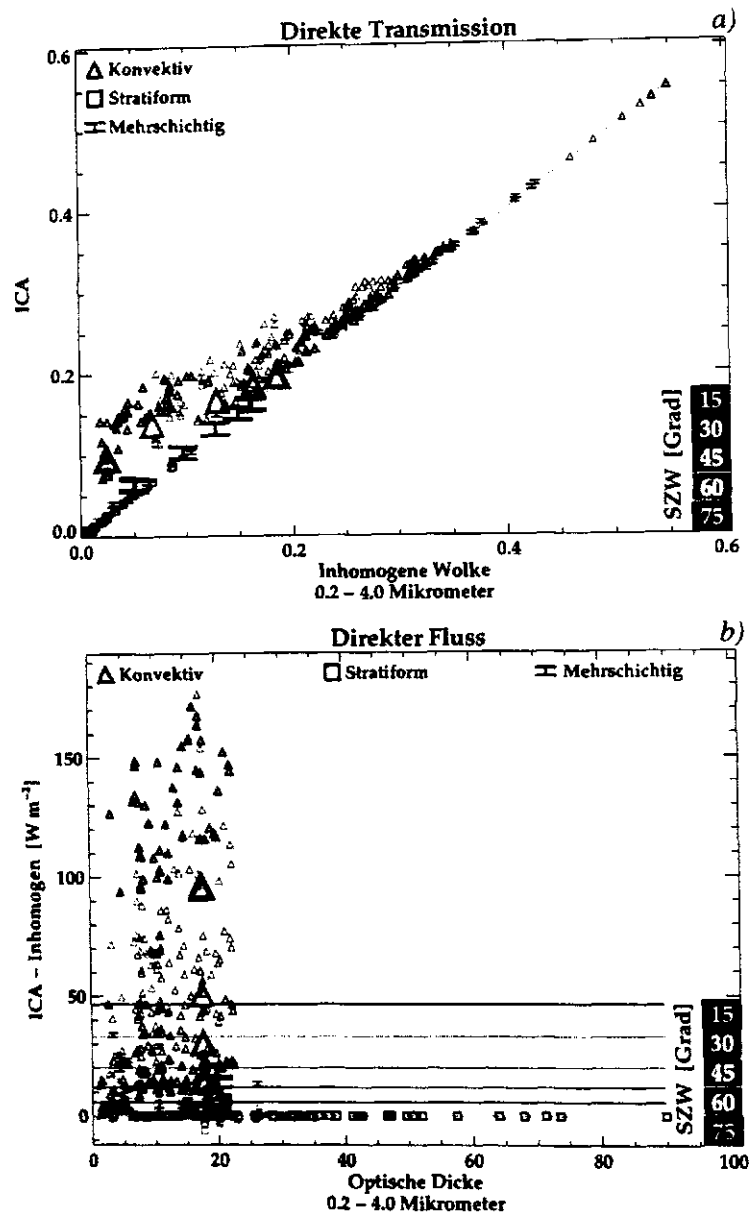 Direkte Transmission
a)
0.6
Konvektiv
Stratiform
Mehrschichtig
0.4
ICA
0.2
0.0
0.0
0.2
0.4
0.6
SZW [Grad]
15
30
45
60
75
Inhomogene Wolke
0.2 – 4.0 Mikrometer
Direkter Fluss
b)
Konvektiv
Stratiform
Mehrschichtig
150
100
50
0
ICA – Inhomogen [W m⁻²]
SZW [Grad]
15
30
45
60
75
0
20
40
60
80
100
Optische Dicke
0.2 – 4.0 Mikrometer